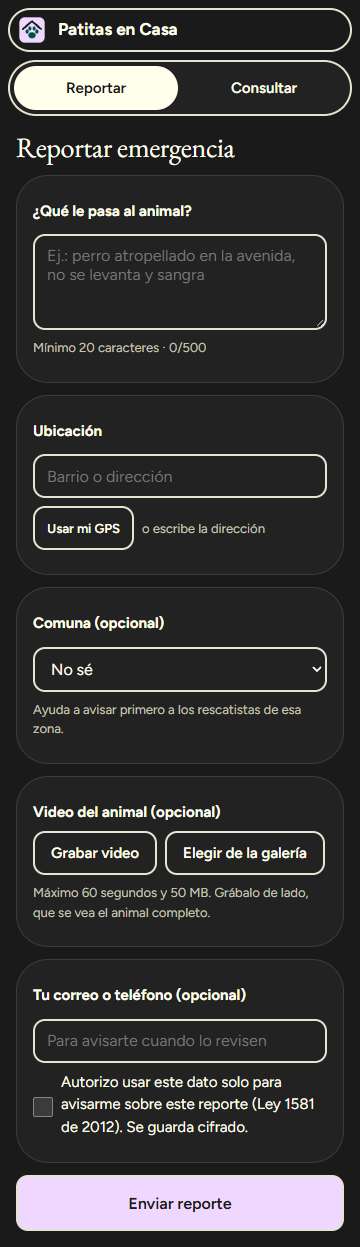 Patitas en Casa
Reportar
Consultar
Reportar emergencia
¿Qué le pasa al animal?
Ej.: perro atropellado en la avenida,
no se levanta y sangra
Mínimo 20 caracteres · 0/500
Ubicación
Barrio o dirección
Usar mi GPS
o escribe la dirección
Comuna (opcional)
No sé
Ayuda a avisar primero a los rescatistas de esa
zona.
Video del animal (opcional)
Grabar video
Elegir de la galería
Máximo 60 segundos y 50 MB. Grábalo de lado,
que se vea el animal completo.
Tu correo o teléfono (opcional)
Para avisarte cuando lo revisen
Autorizo usar este dato solo para
avisarme sobre este reporte (Ley 1581
de 2012). Se guarda cifrado.
Enviar reporte